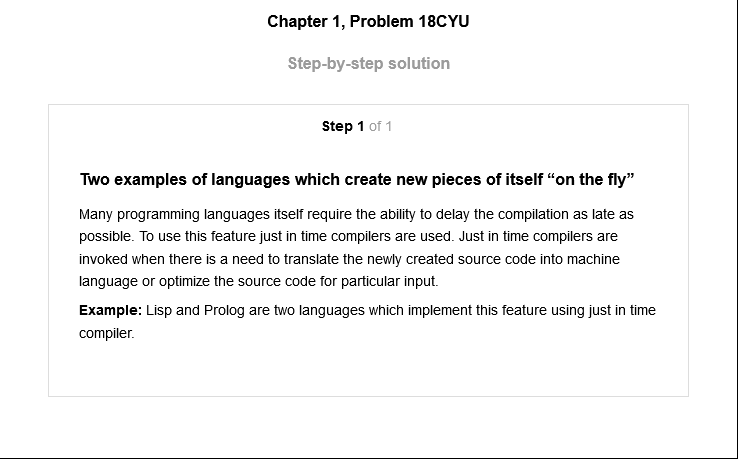 Chapter 1, Problem 18CYU
Step-by-step solution
Step 1 of 1
Two examples of languages which create new pieces of itself “on the fly”
Many programming languages itself require the ability to delay the compilation as late as
possible. To use this feature just in time compilers are used. Just in time compilers are
invoked when there is a need to translate the newly created source code into machine
language or optimize the source code for particular input.
Example: Lisp and Prolog are two languages which implement this feature using just in time
compiler.